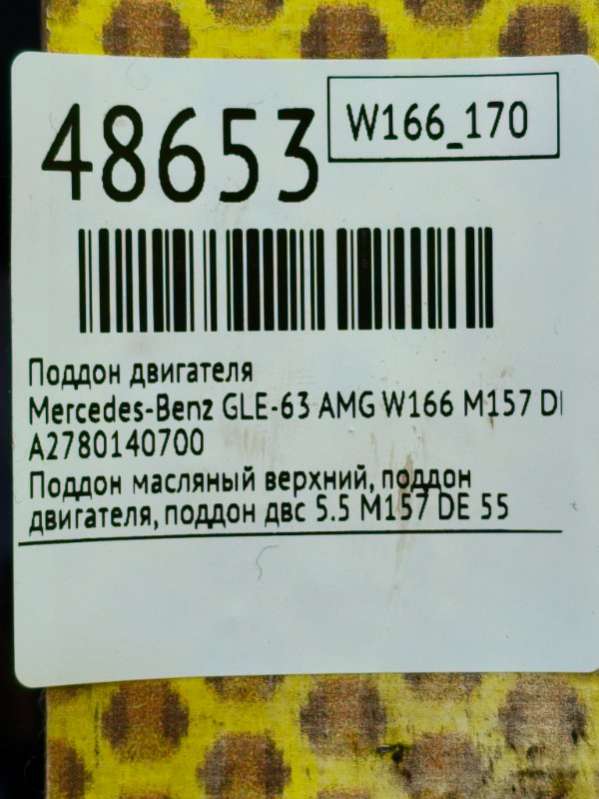 48653
W166_170
Поддон двигателя
Mercedes-Benz GLE-63 AMG W166 M157 DI
A2780140700
Поддон масляный верхний, поддон
двигателя, поддон двс 5.5 M157 DE 55